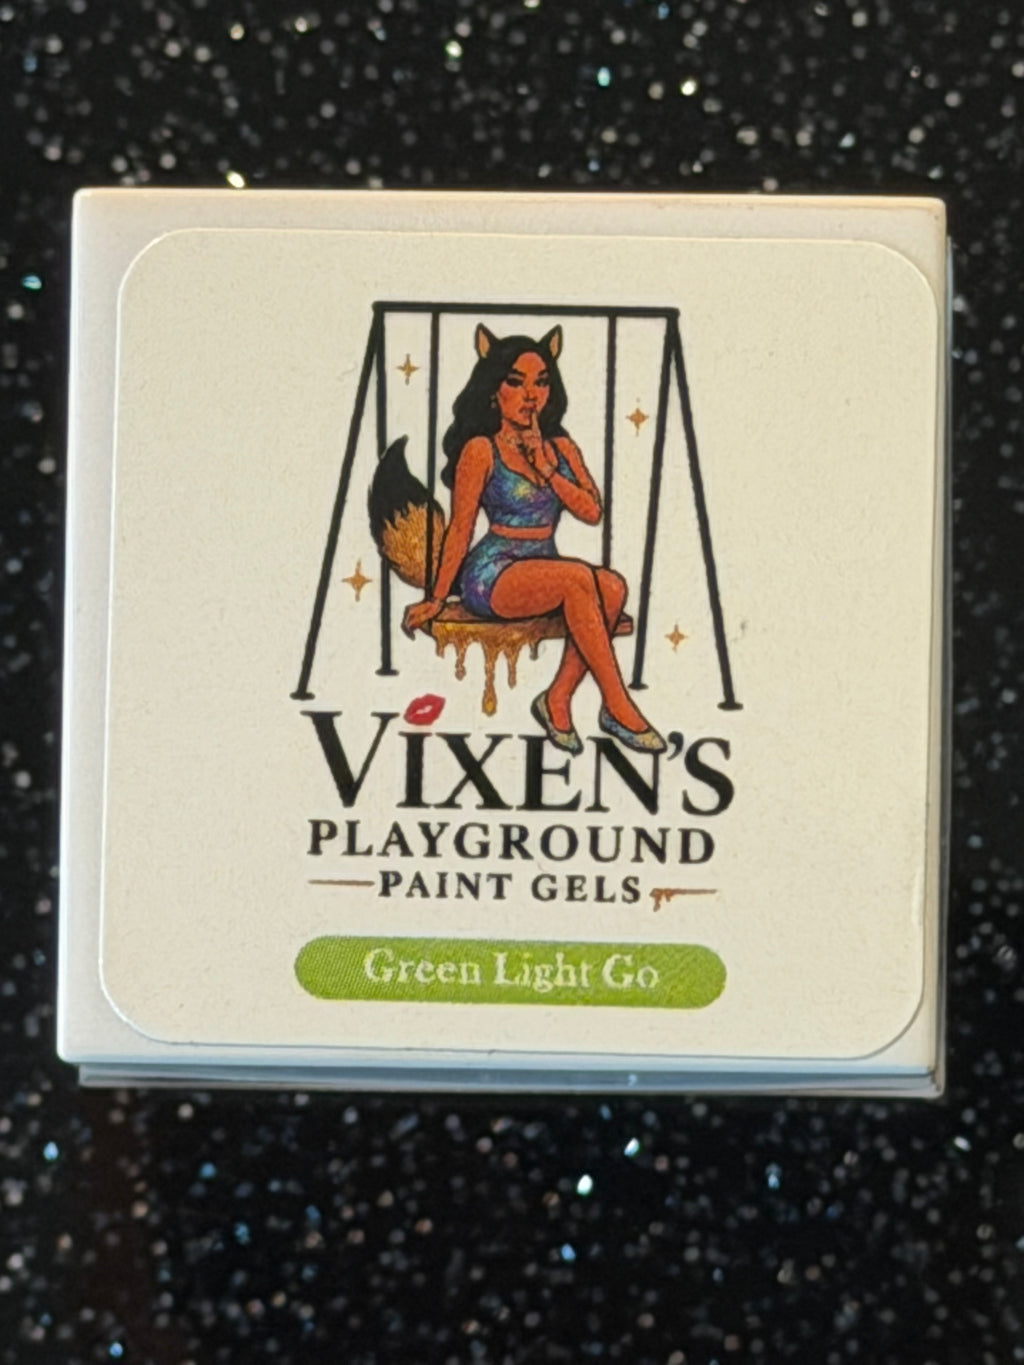 VIXEN'S
PLAYGROUND
PAINT GELS
Green Light Go